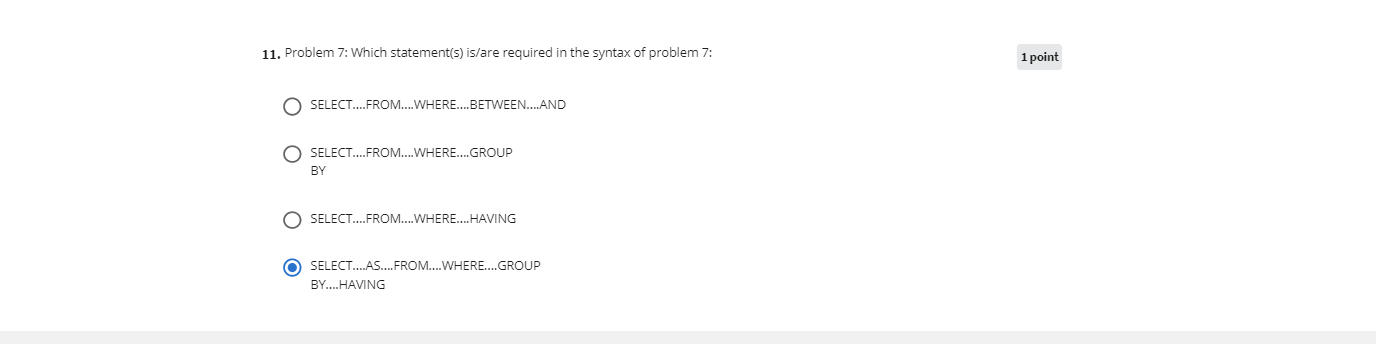 11. Problem 7: Which statement(s) is/are required in the syntax of problem 7:
1 point
SELECT....FROM....WHERE....BETWEEN....AND
SELECT....FROM....WHERE....GROUP
BY
SELECT....FROM....WHERE....HAVING
SELECT....AS....FROM....WHERE....GROUP
BY....HAVING